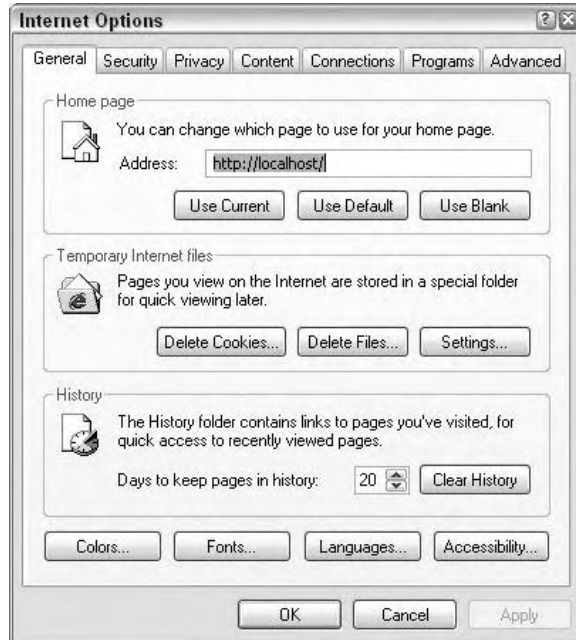 Internet Options
General Security Privacy Content Connections Programs Advanced
Home page
You can change which page to use for your home page.
Address: http://localhost/
Use Current Use Default Use Blank
Temporary Internet files
Pages you view on the Internet are stored in a special folder
for quick viewing later.
Delete Cookies... Delete Files... Settings...
History
The History folder contains links to pages you've visited, for
quick access to recently viewed pages.
Days to keep pages in history: 20 Clear History
Colors... Fonts... Languages... Accessibility...
OK Cancel Apply